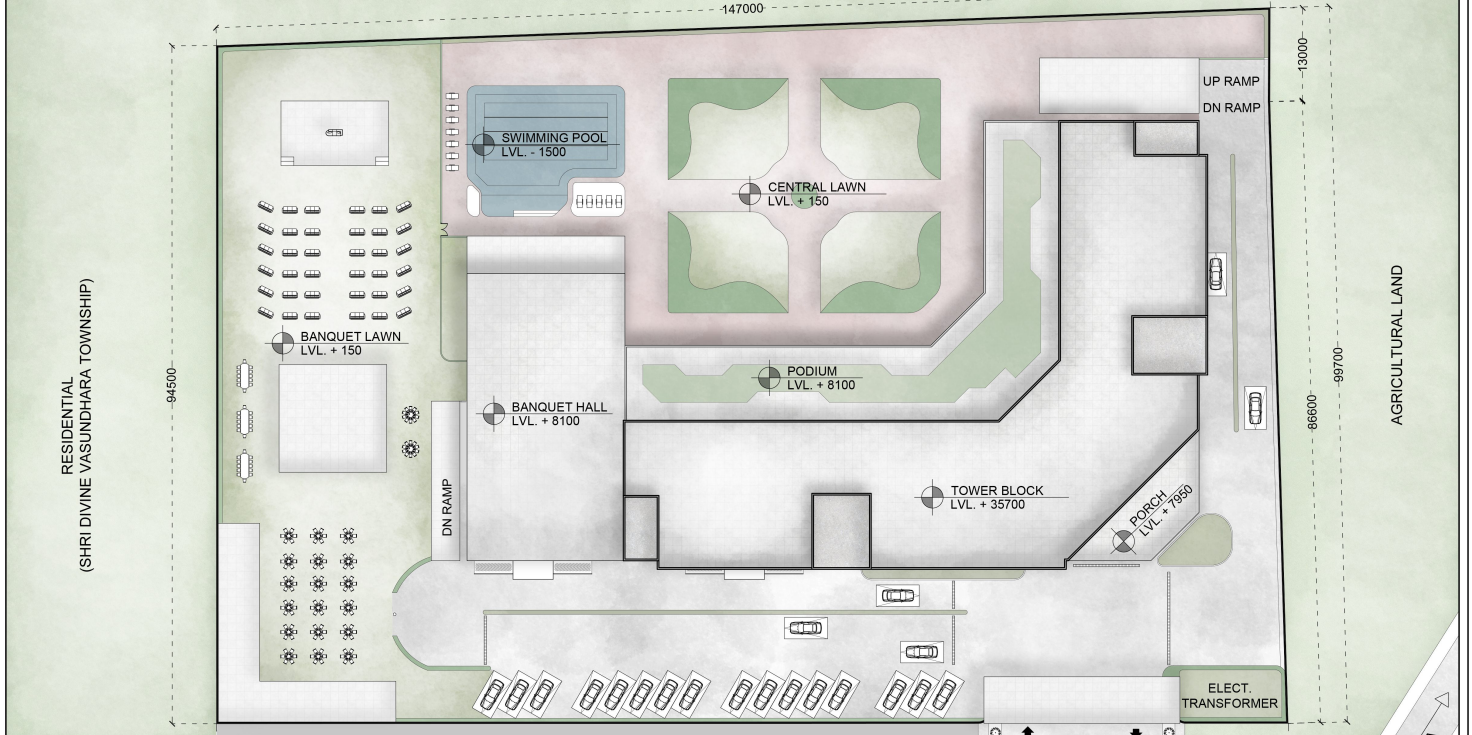 147000
13000
UP RAMP
DN RAMP
SWIMMING POOL
LVL. - 1500
CENTRAL LAWN
LVL. + 150
RESIDENTIAL
(SHRI DIVINE VASUNDHARA TOWNSHIP)
94500
BANQUET LAWN
LVL. + 150
PODIUM
LVL. + 8100
BANQUET HALL
LVL. + 8100
AGRICULTURAL LAND
99700
86600
DN RAMP
TOWER BLOCK
LVL. + 35700
PORCH
LVL. + 7950
ELECT.
TRANSFORMER